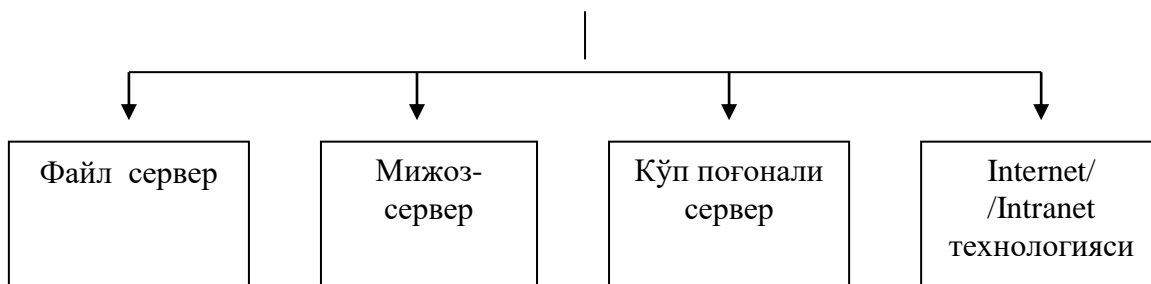 Файл сервер
Мижоз-
сервер
Кўп поғонали
сервер
Internet/
/Intranet
технологияси